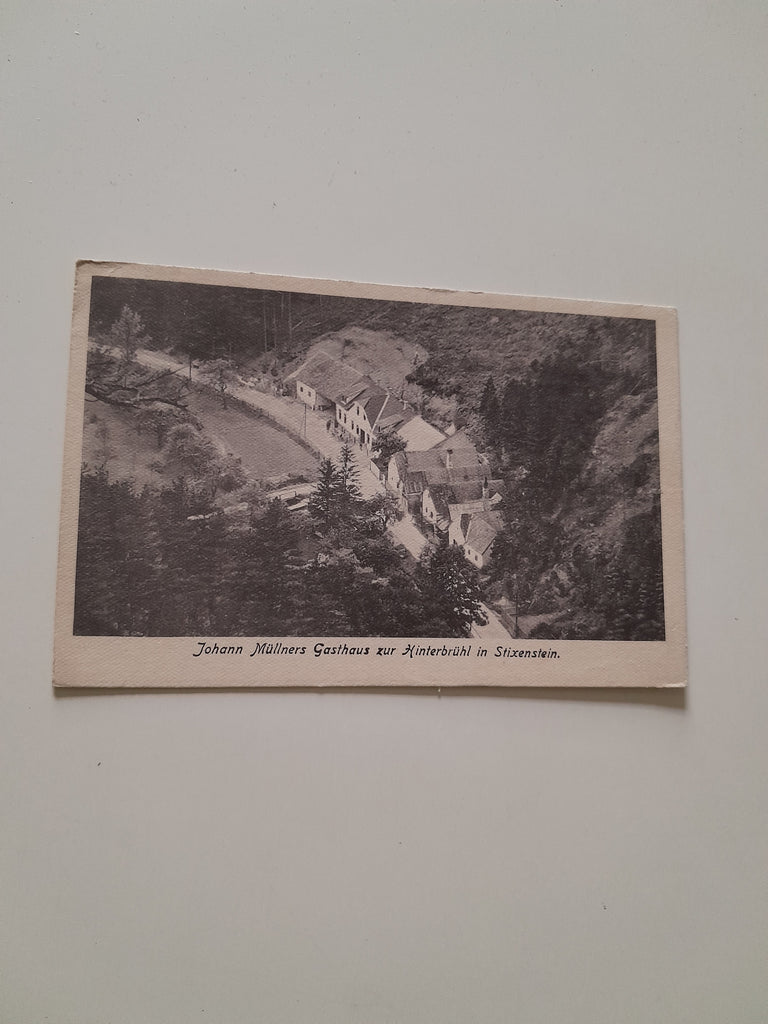 Johann Müllners Gasthaus zur Hinterbrühl in Stixenstein.